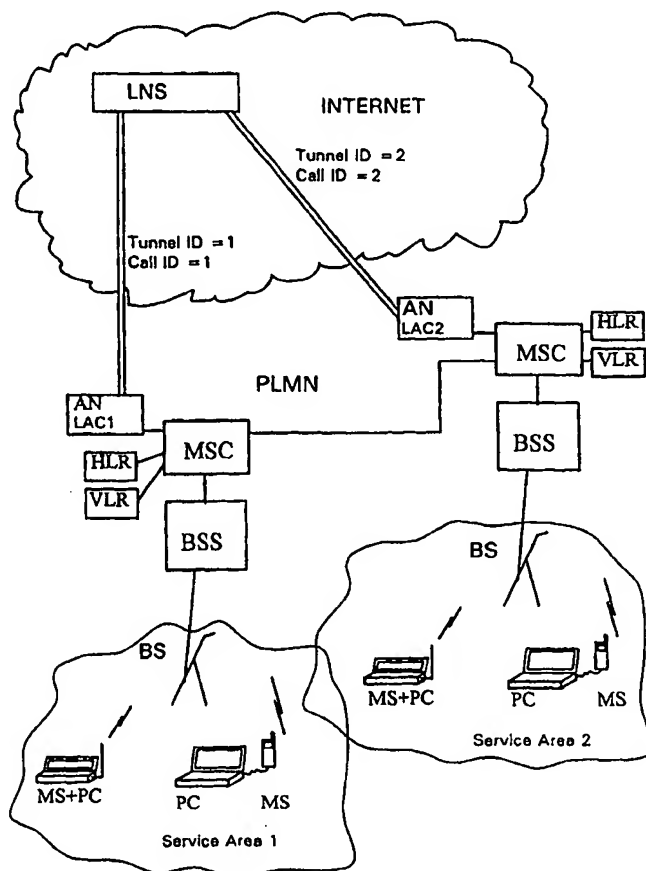 LNS
INTERNET
Tunnel ID = 2
Call ID = 2
Tunnel ID = 1
Call ID = 1
AN
LAC2
HLR
MSC
VLR
PLMN
AN
LAC1
MSC
HLR
VLR
BSS
BSS
BS
MS+PC
PC
MS
Service Area 2
BS
MS+PC
PC
MS
Service Area 1